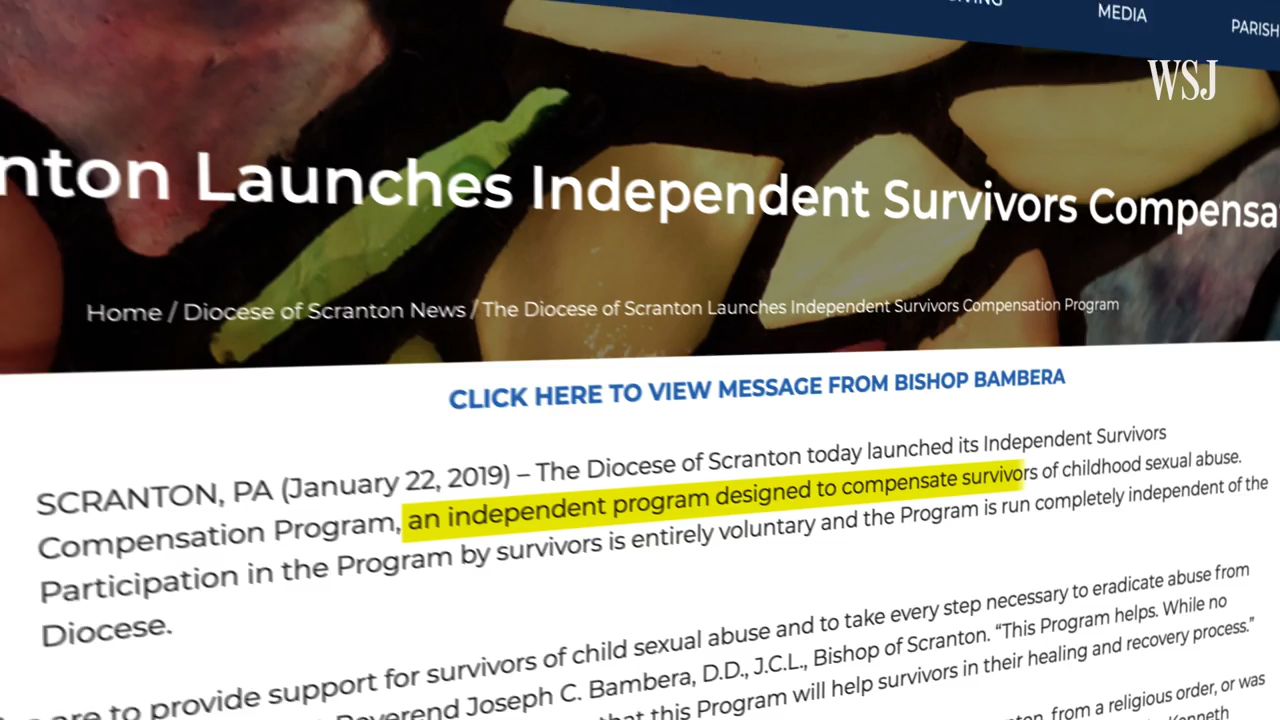 MEDIA
PARISH
WSJ
nton Launches Independent Survivors Compensa
Home / Diocese of Scranton News / The Diocese of Scranton Launches Independent Survivors Compensation Program
CLICK HERE TO VIEW MESSAGE FROM BISHOP BAMBERA
SCRANTON, PA (January 22, 2019) – The Diocese of Scranton today launched its Independent Survivors
Compensation Program, an independent program designed to compensate survivors of childhood sexual abuse.
Participation in the Program by survivors is entirely voluntary and the Program is run completely independent of the
Diocese.
are to provide support for survivors of child sexual abuse and to take every step necessary to eradicate abuse from
Reverend Joseph C. Bambera, D.D., J.C.L., Bishop of Scranton. “This Program helps. While no
that this Program will help survivors in their healing and recovery process.”
from a religious order, or was
Kenneth